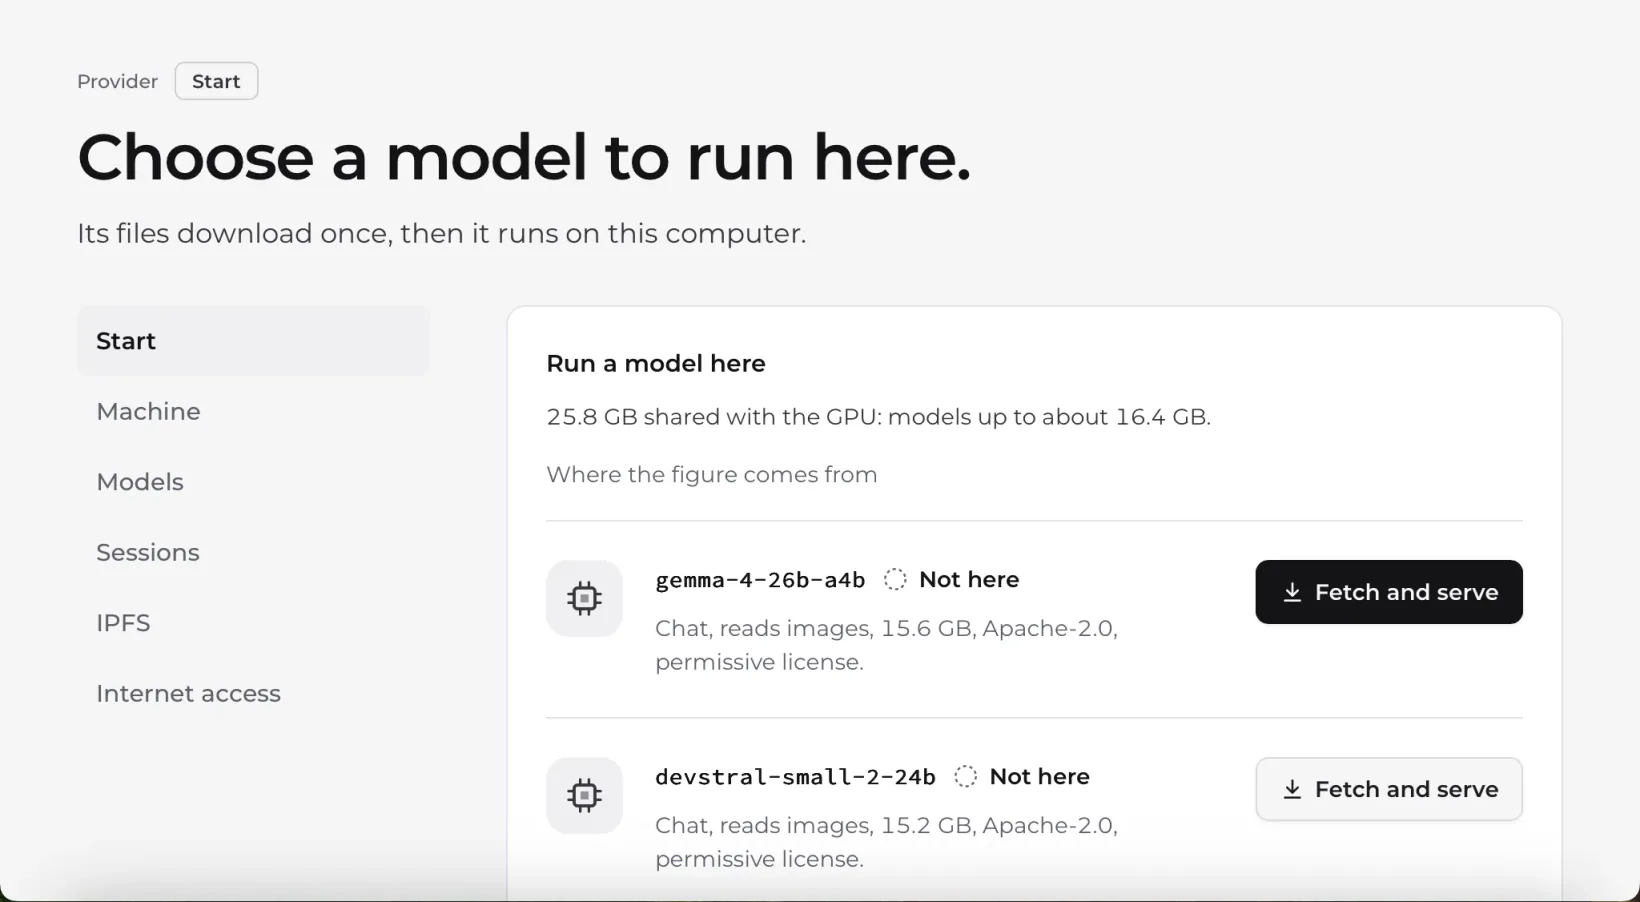 Provider
Start
Choose a model to run here.
Its files download once, then it runs on this computer.
Start
Machine
Models
Sessions
IPFS
Internet access
Run a model here
25.8 GB shared with the GPU: models up to about 16.4 GB.
Where the figure comes from
gemma-4-26b-a4b
Not here
Chat, reads images, 15.6 GB, Apache-2.0,
permissive license.
Fetch and serve
devstral-small-2-24b
Not here
Chat, reads images, 15.2 GB, Apache-2.0,
permissive license.
Fetch and serve